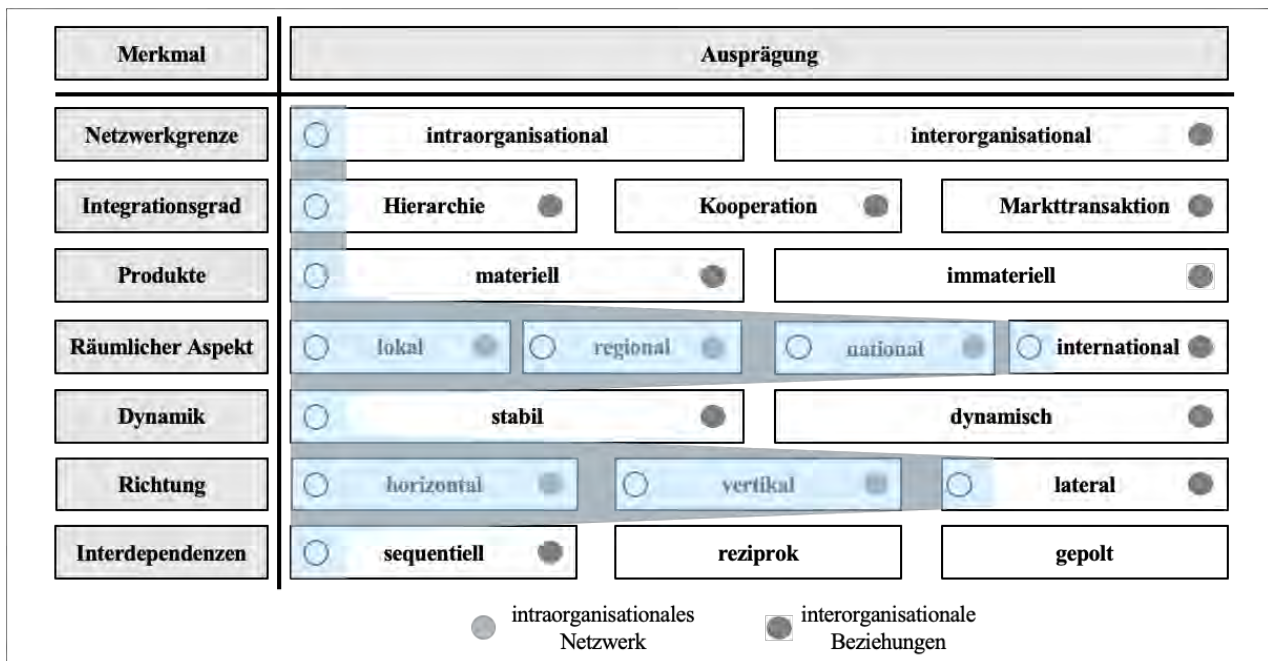 Merkmal Ausprägung
Netzwerkgrenze intraorganisational interorganisational
Integrationsgrad Hierarchie Kooperation Markttransaktion
Produkte materiell immateriell
Räumlicher Aspekt lokal regional national international
Dynamik stabil dynamisch
Richtung horizontal vertikal lateral
Interdependenzen sequentiell reziprok gepolt
intraorganisationales
Netzwerk
interorganisationale
Beziehungen